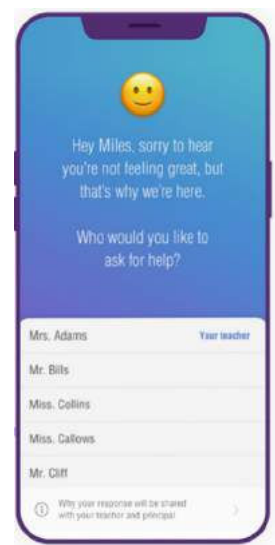 Hey Miles, sorry to hear
you're not feeling great, but
that's why we're here.
Who would you like to
ask for help?
Mrs. Adams Your teacher
Mr. Bills
Miss. Collins
Miss. Callows
Mr. Cliff
Why your response will be shared
with your teacher and principal